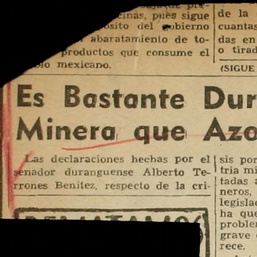 cinas, pues sigue
ósito del gobierno
abaratamiento de to-
productos que consume el
mexicano.
de la
cuantas
das en
o tirad
(SIGUE
Es Bastante Dur
Minera que Azo
Las declaraciones hechas por el
senador duranguense Alberto Te-
rrones Benítez, respecto de la cri-
sis por
tria mi
tadas a
neros,
legislac
ha que
problem
grave
rece.